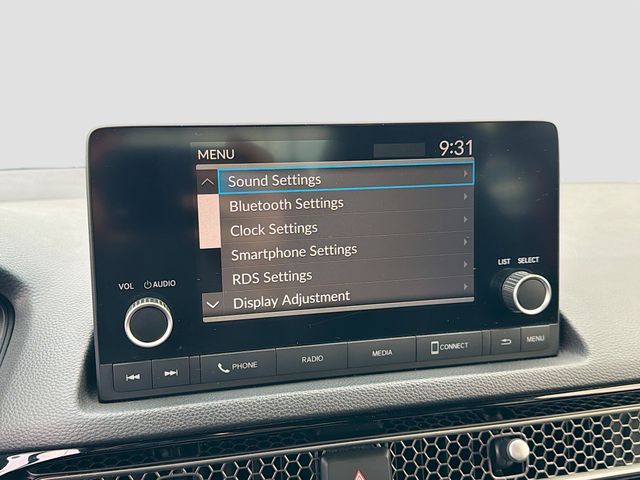 MENU 9:31
Sound Settings
Bluetooth Settings
Clock Settings
Smartphone Settings
RDS Settings
Display Adjustment
VOL AUDIO
LIST SELECT
PHONE RADIO MEDIA CONNECT MENU